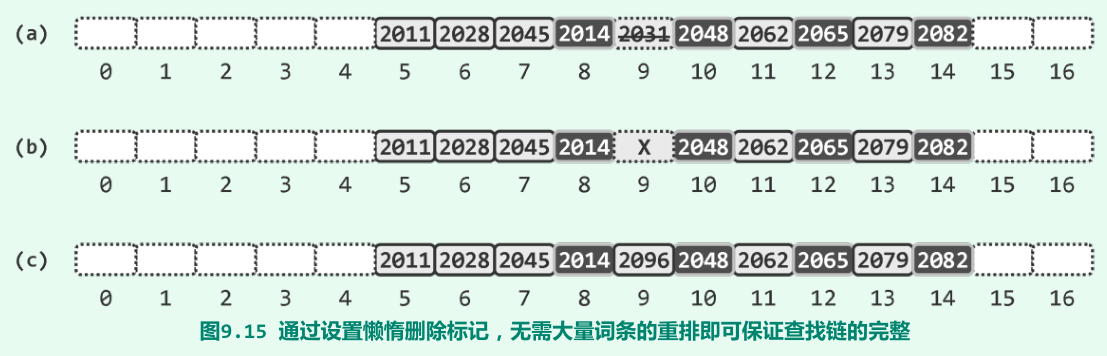 (a) 2011 2028 2045 2014 2031 2048 2062 2065 2079 2082
0 1 2 3 4 5 6 7 8 9 10 11 12 13 14 15 16
(b) 2011 2028 2045 2014 X 2048 2062 2065 2079 2082
0 1 2 3 4 5 6 7 8 9 10 11 12 13 14 15 16
(c) 2011 2028 2045 2014 2096 2048 2062 2065 2079 2082
0 1 2 3 4 5 6 7 8 9 10 11 12 13 14 15 16
图9.15 通过设置懒惰删除标记，无需大量词条的重排即可保证查找链的完整